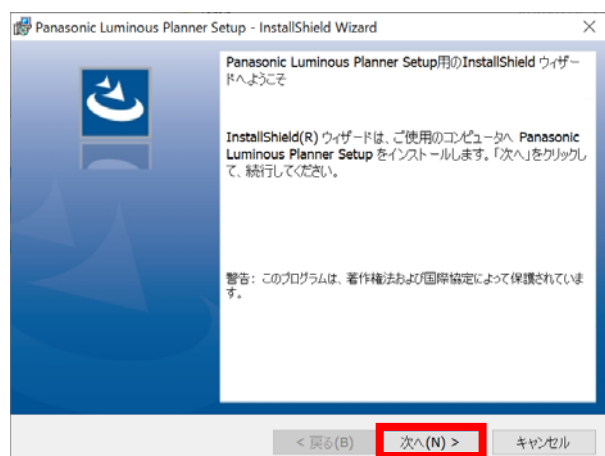 Panasonic Luminous Planner Setup - InstallShield Wizard
Panasonic Luminous Planner Setup用のInstallShield ウィザー
ドへようこそ
InstallShield(R) ウィザードは、ご使用のコンピュータへ Panasonic
Luminous Planner Setup をインストールします。「次へ」をクリックし
て、続行してください。
警告: このプログラムは、著作権法および国際協定によって保護されていま
す。
< 戻る(B) 次へ(N) > キャンセル